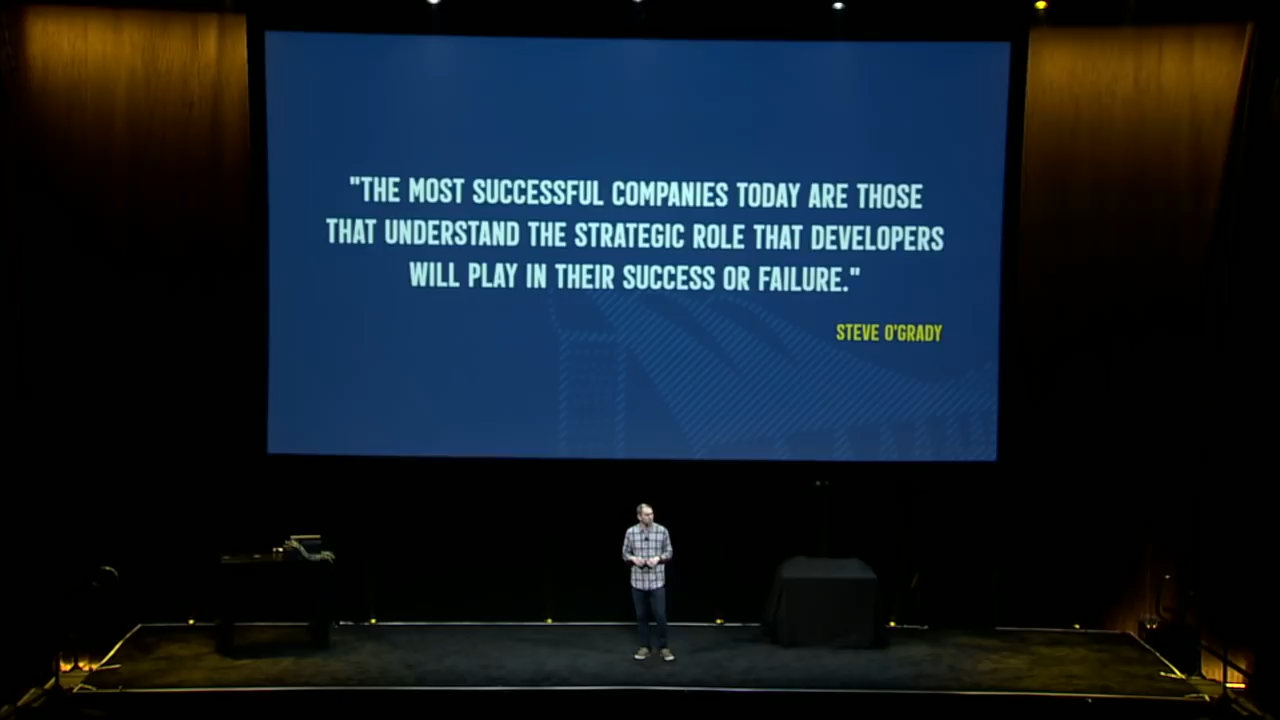 "THE MOST SUCCESSFUL COMPANIES TODAY ARE THOSE
THAT UNDERSTAND THE STRATEGIC ROLE THAT DEVELOPERS
WILL PLAY IN THEIR SUCCESS OR FAILURE."
STEVE O'GRADY